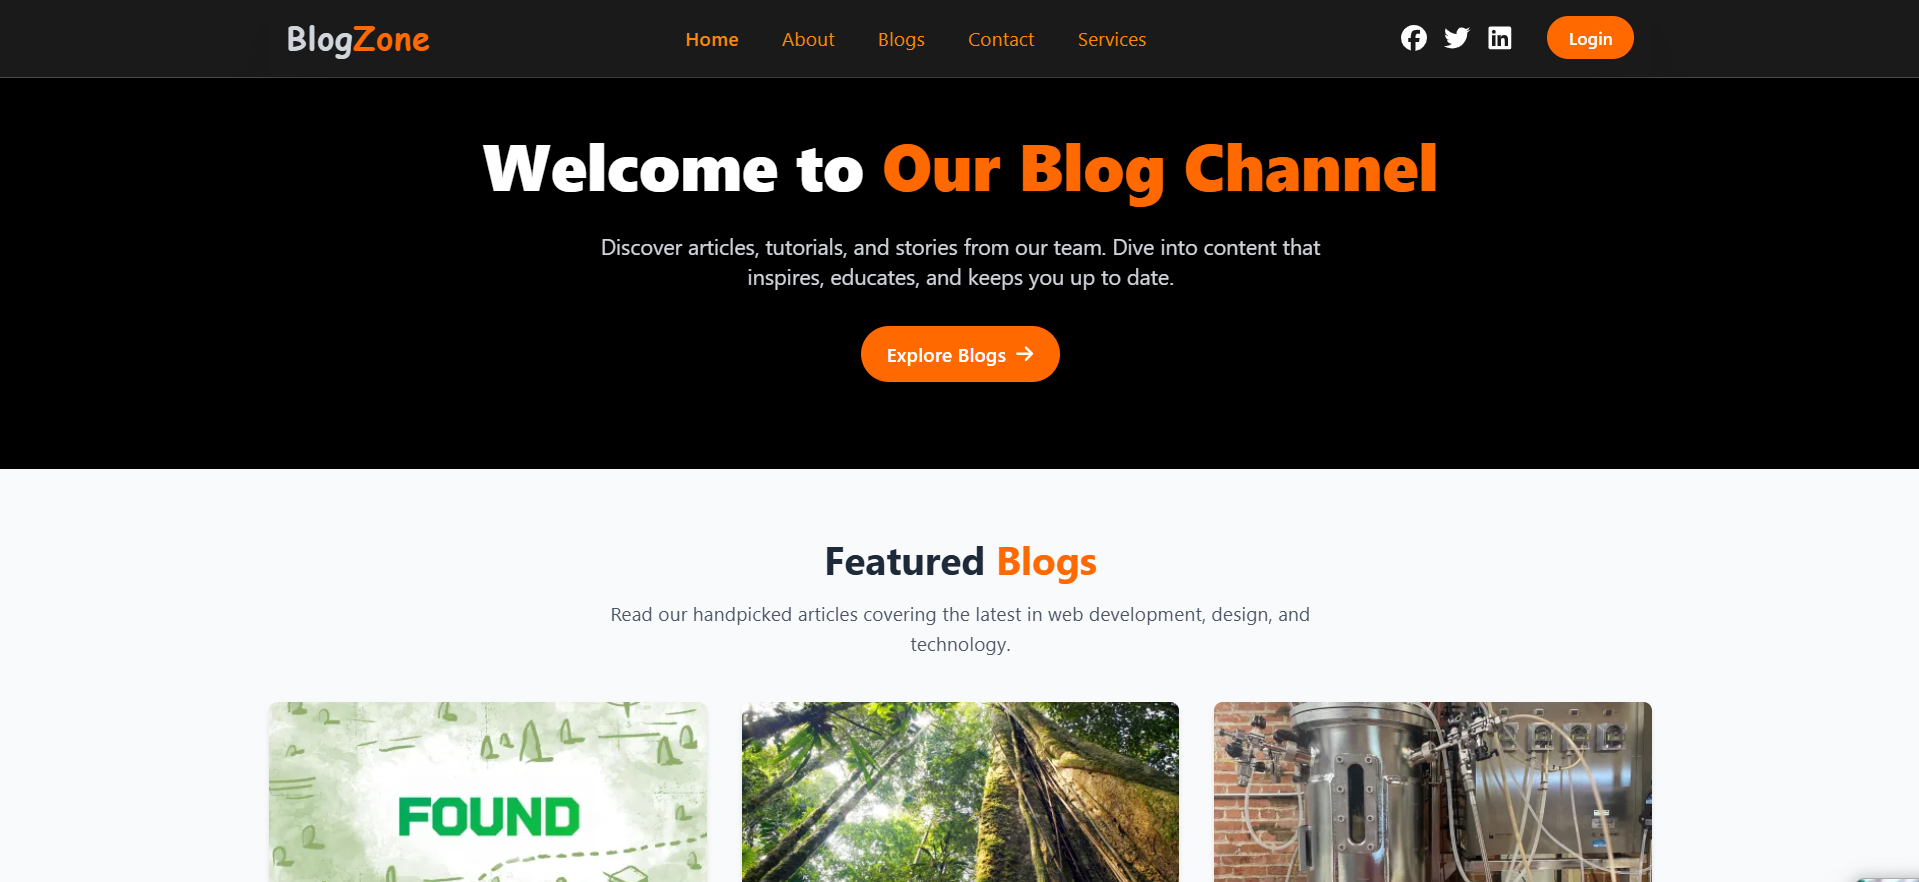 BlogZone
Home About Blogs Contact Services
Login
Welcome to Our Blog Channel
Discover articles, tutorials, and stories from our team. Dive into content that
inspires, educates, and keeps you up to date.
Explore Blogs →
Featured Blogs
Read our handpicked articles covering the latest in web development, design, and
technology.
FOUND